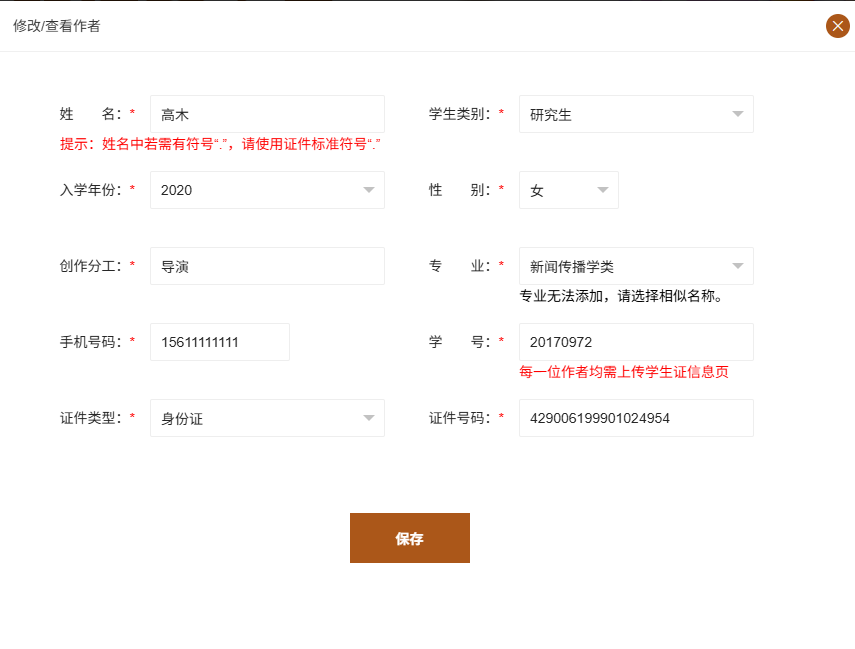 修改/查看作者
姓 名：* 高木 学生类别：* 研究生
提示：姓名中若需有符号“.”，请使用证件标准符号“.”
入学年份：* 2020 性 别：* 女
创作分工：* 导演 专 业：* 新闻传播学类
专业无法添加，请选择相似名称。
手机号码：* 15611111111 学 号：* 20170972
每一位作者均需上传学生证信息页
证件类型：* 身份证 证件号码：* 429006199901024954
保存